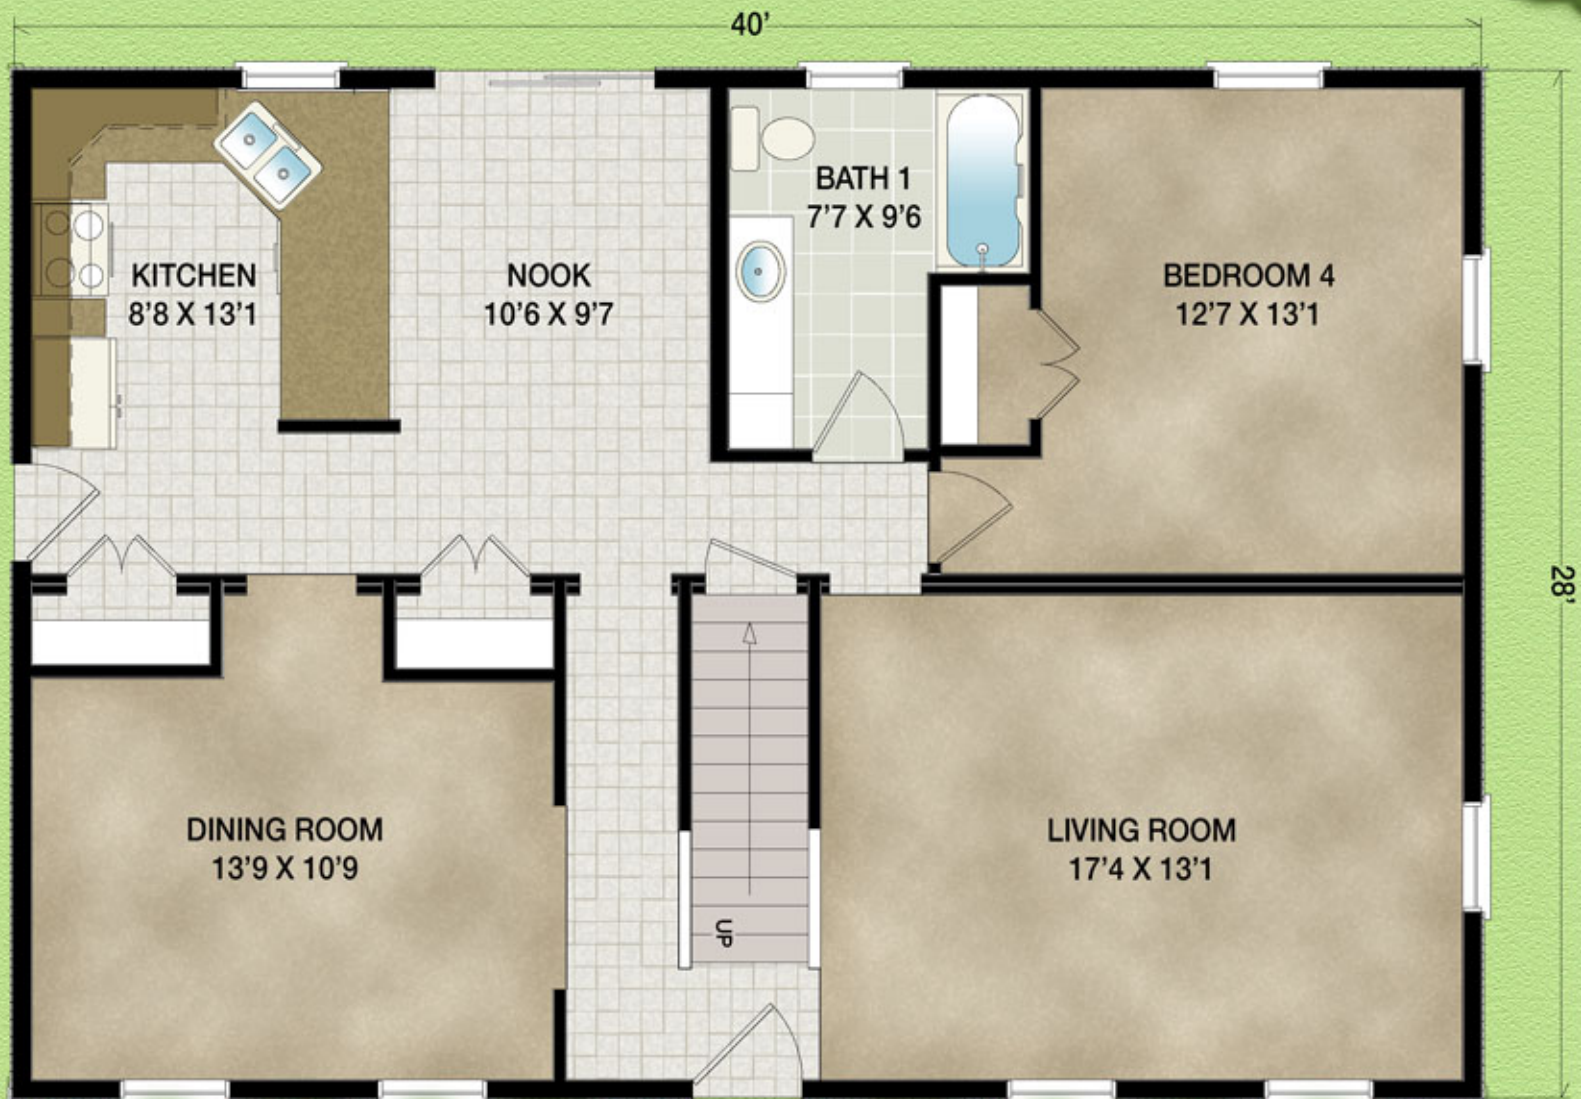 40'
BATH 1
7'7 X 9'6
KITCHEN
8'8 X 13'1
NOOK
10'6 X 9'7
BEDROOM 4
12'7 X 13'1
28'
DINING ROOM
13'9 X 10'9
LIVING ROOM
17'4 X 13'1
UP